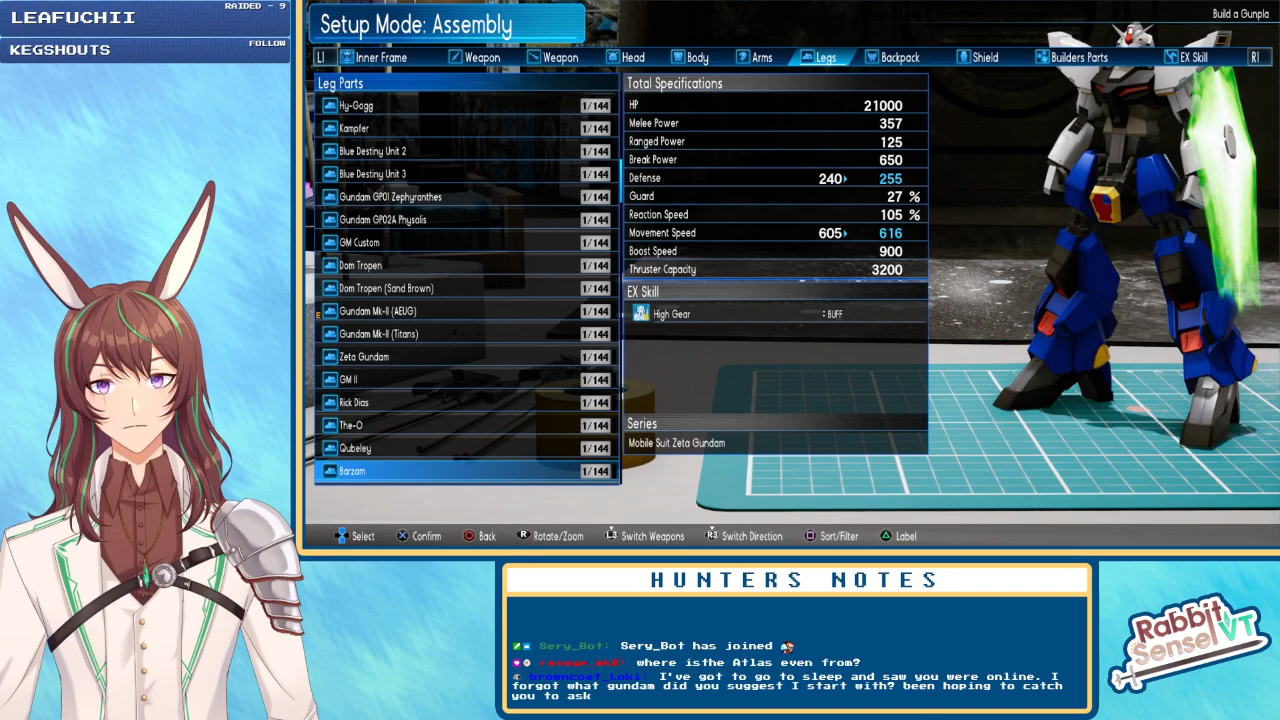 LEAFUCHII
RAIDED - 9
KEGSHOUTS
FOLLOW
Setup Mode: Assembly
Build a Gunpla
L1 Inner Frame Weapon Weapon Head Body Arms Legs Backpack Shield Builders Parts EX Skill R1
Leg Parts
Hy-Gogg 1/144
Kampfer 1/144
Blue Destiny Unit 2 1/144
Blue Destiny Unit 3 1/144
Gundam GP01 Zephyranthes 1/144
Gundam GP02A Physalis 1/144
GM Custom 1/144
Dom Tropen 1/144
Dom Tropen (Sand Brown) 1/144
Gundam Mk-II (AEUG) 1/144
Gundam Mk-II (Titans) 1/144
Zeta Gundam 1/144
GM II 1/144
Rick Dias 1/144
The-O 1/144
Qubeley 1/144
Barzam 1/144
Total Specifications
HP 21000
Melee Power 357
Ranged Power 125
Break Power 650
Defense 240 255
Guard 27 %
Reaction Speed 105 %
Movement Speed 605 616
Boost Speed 900
Thruster Capacity 3200
EX Skill
High Gear : BUFF
Series
Mobile Suit Zeta Gundam
Select Confirm Back R Rotate/Zoom L3 Switch Weapons R3 Switch Direction Sort/Filter Label
HUNTERS NOTES
Sery_Bot: Sery_Bot has joined
where isthe Atlas even from?
browncoat_loki: I've got to go to sleep and saw you were online. I
forgot what gundam did you suggest I start with? been hoping to catch
you to ask
Rabbit
Sensei VT